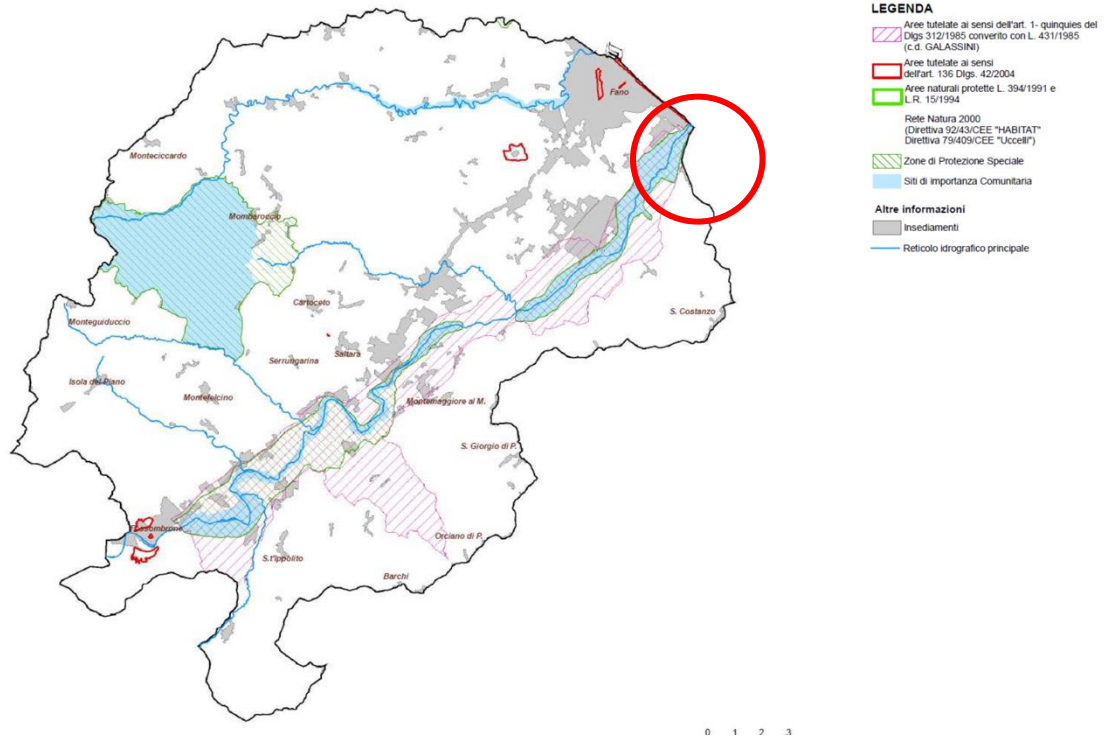 LEGENDA
Aree tutelate ai sensi dell'art. 1- quinquies del
Dlgs 312/1985 converito con L. 431/1985
(c.d. GALASSINI)
Aree tutelate ai sensi
dell'art. 136 Dlgs. 42/2004
Aree naturali protette L. 394/1991 e
L.R. 15/1994
Rete Natura 2000
(Direttiva 92/43/CEE "HABITAT"
Direttiva 79/409/CEE "Uccelli")
Zone di Protezione Speciale
Siti di importanza Comunitaria
Altre informazioni
Insediamenti
Reticolo idrografico principale
Fano
Monteciccardo
Mombaroccio
Cartoceto
S. Costanzo
Monteguiduccio
Saltara
Serrungarina
Isola del Piano
Montefelcino
Montemaggiore al M.
S. Giorgio di P.
Fossombrone
Orciano di P.
S.t'Ippolito
Barchi
0 1 2 3